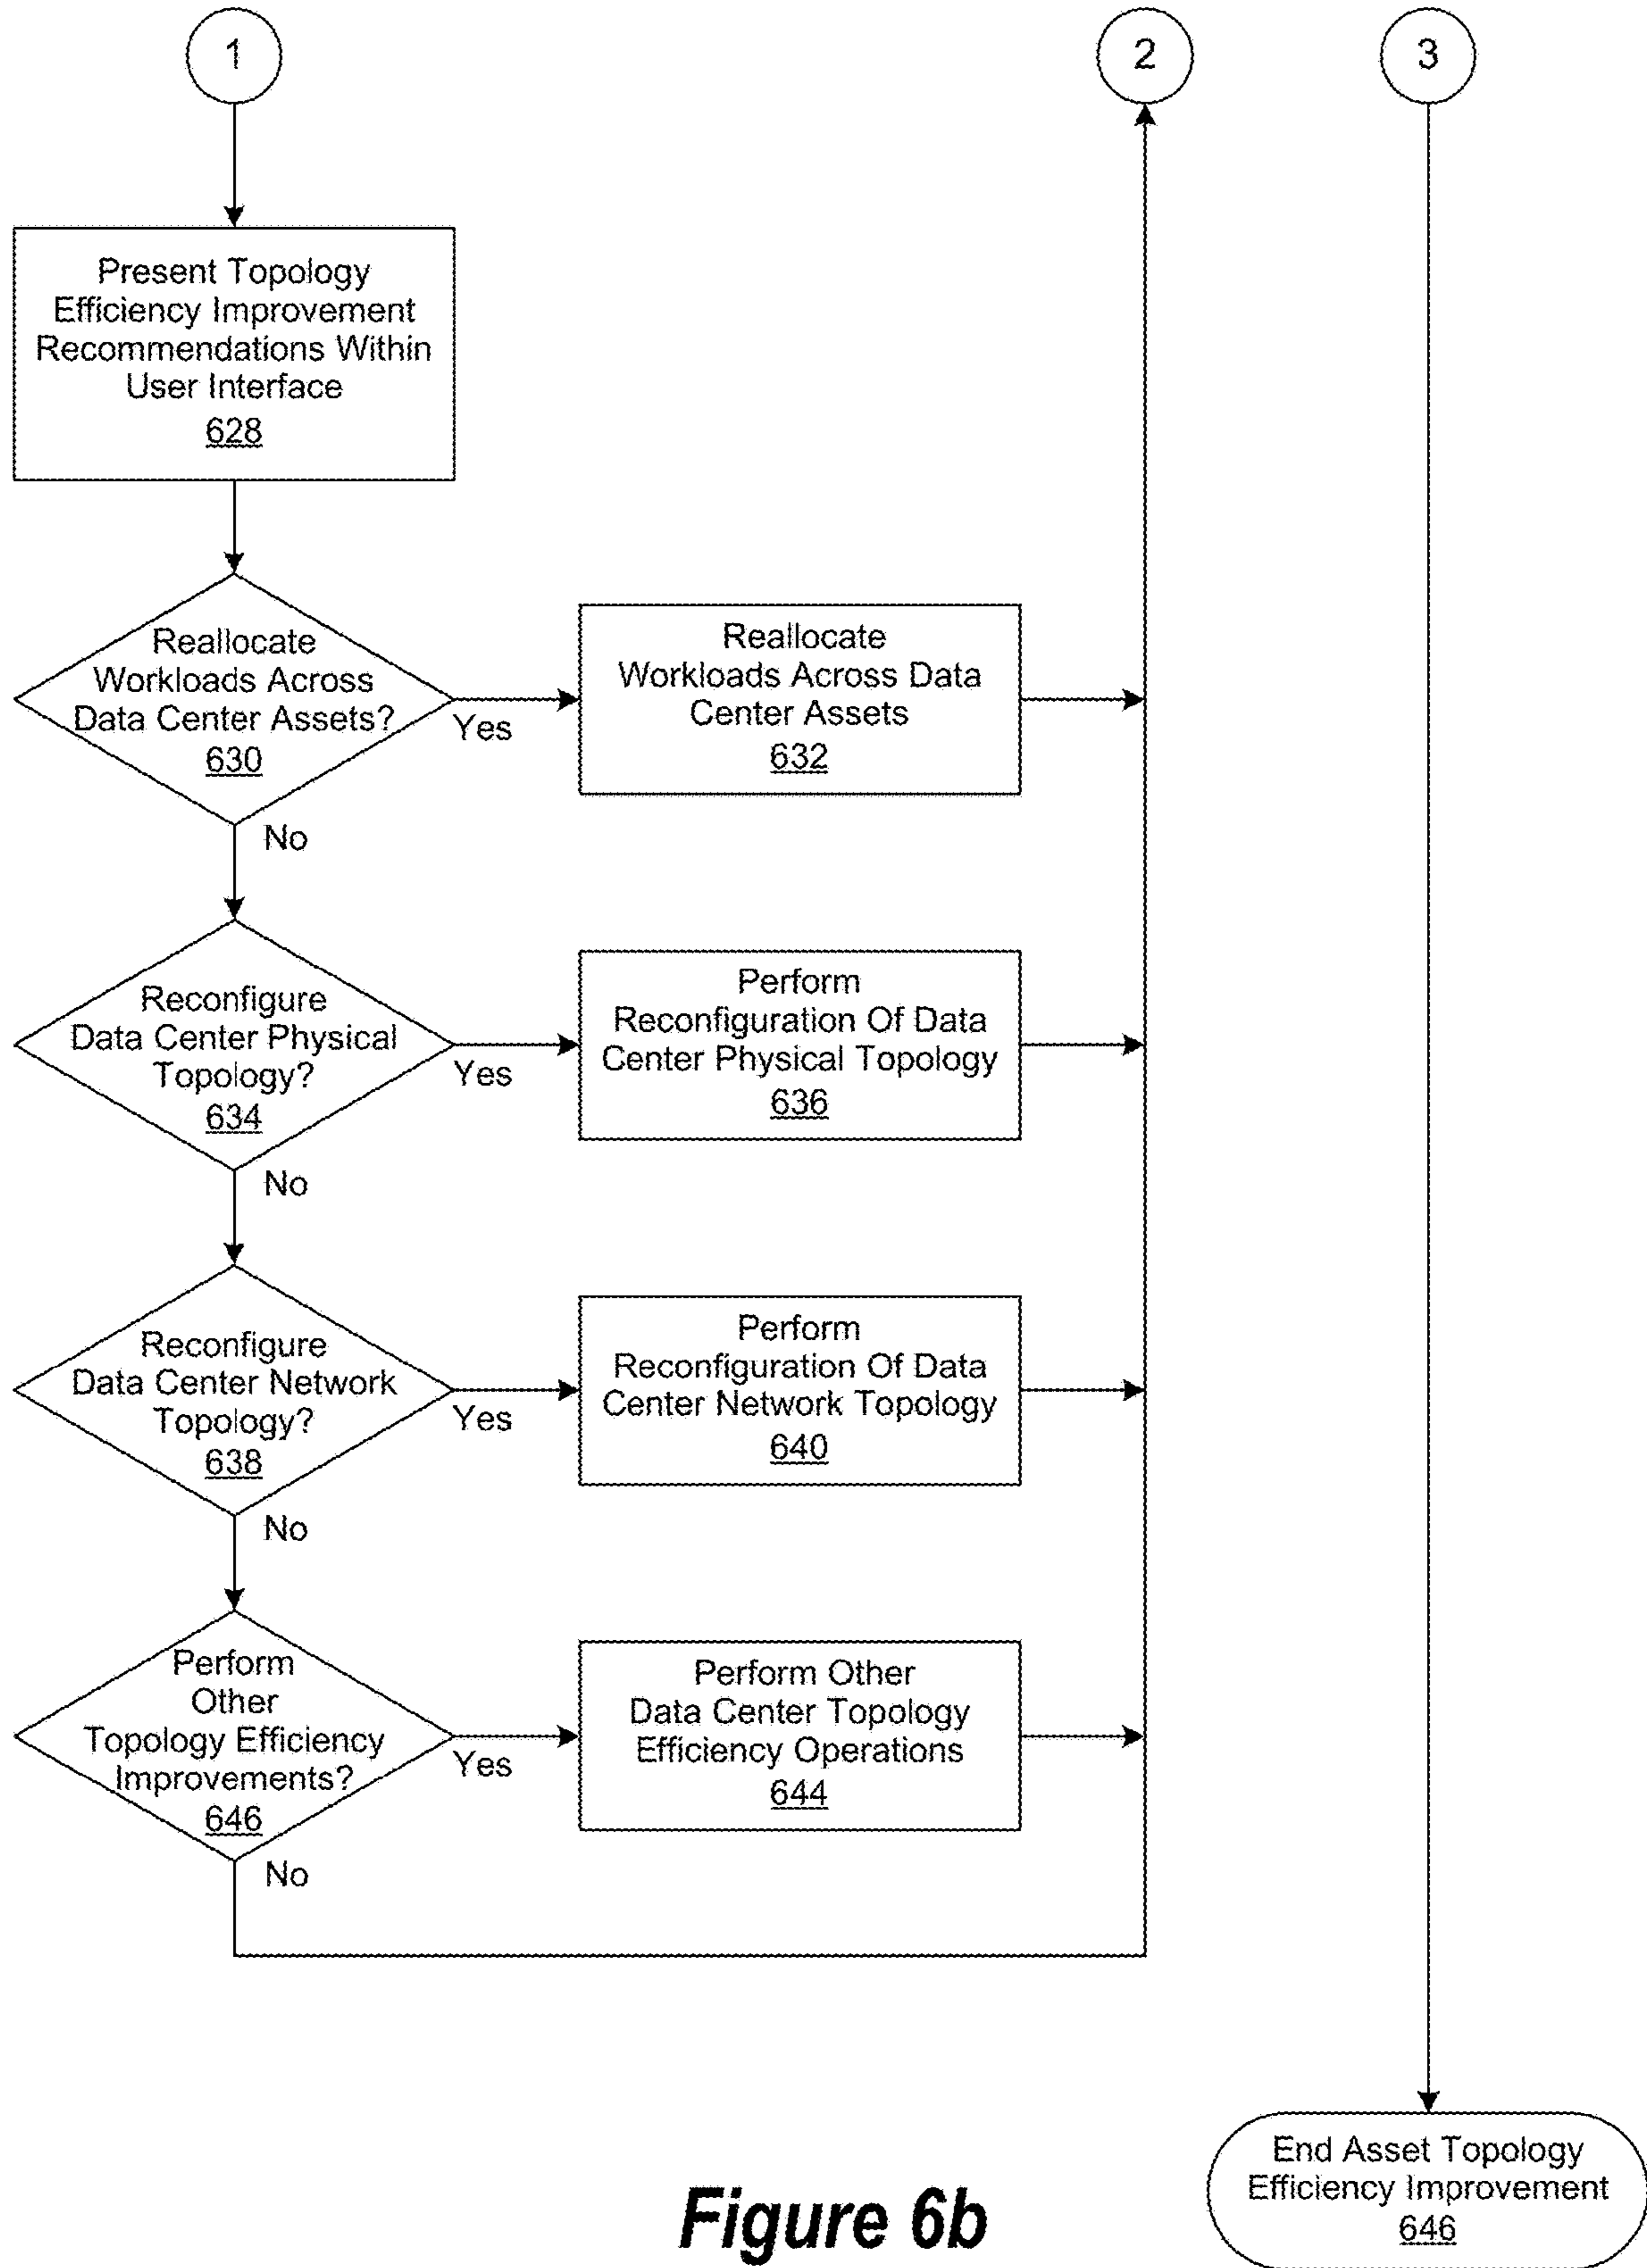 1
2
3
Present Topology
Efficiency Improvement
Recommendations Within
User Interface
628
Reallocate
Workloads Across
Data Center Assets?
630
Yes
No
Reallocate
Workloads Across Data
Center Assets
632
Reconfigure
Data Center Physical
Topology?
634
Yes
No
Perform
Reconfiguration Of Data
Center Physical Topology
636
Reconfigure
Data Center Network
Topology?
638
Yes
No
Perform
Reconfiguration Of Data
Center Network Topology
640
Perform
Other
Topology Efficiency
Improvements?
646
Yes
No
Perform Other
Data Center Topology
Efficiency Operations
644
End Asset Topology
Efficiency Improvement
646
Figure 6b